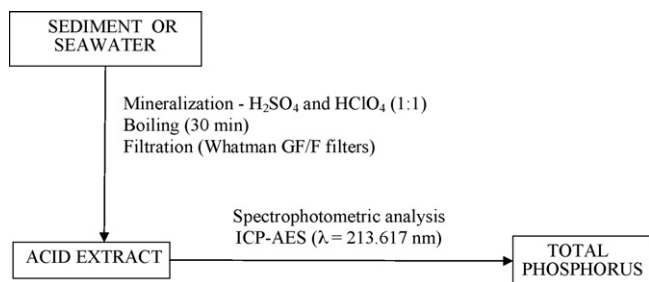 SEDIMENT OR
SEAWATER
Mineralization - H₂SO₄ and HClO₄ (1:1)
Boiling (30 min)
Filtration (Whatman GF/F filters)
Spectrophotometric analysis
ICP-AES (λ = 213.617 nm)
ACID EXTRACT
TOTAL
PHOSPHORUS